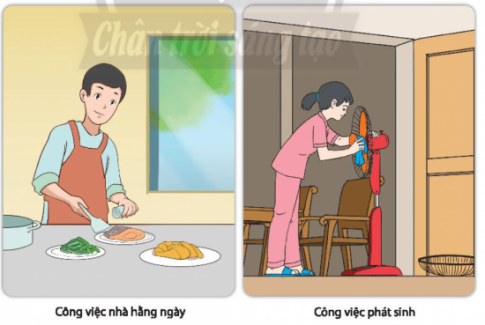 Chân trời sáng tạo
Công việc nhà hằng ngày
Công việc phát sinh